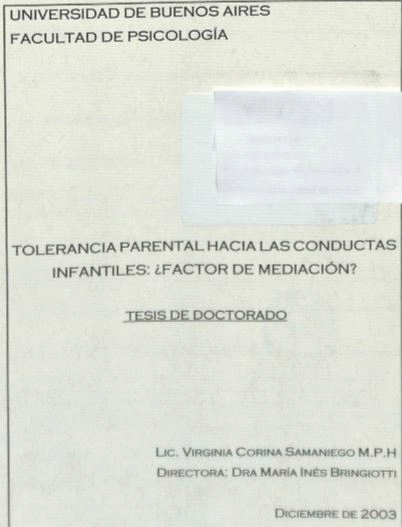 UNIVERSIDAD DE BUENOS AIRES
FACULTAD DE PSICOLOGÍA
TOLERANCIA PARENTAL HACIA LAS CONDUCTAS
INFANTILES: ¿FACTOR DE MEDIACIÓN?
TESIS DE DOCTORADO
LIC. VIRGINIA CORINA SAMANIEGO M.P.H
DIRECTORA: DRA MARÍA INÉS BRINGIOTTI
DICIEMBRE DE 2003